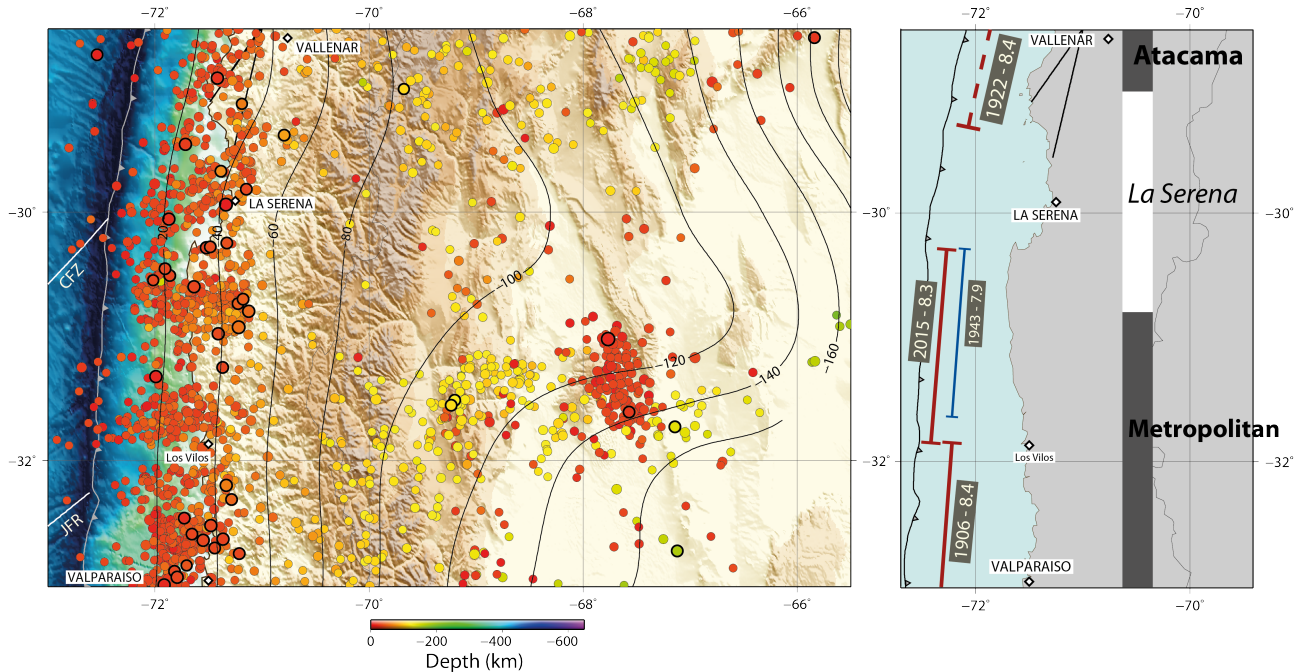 −72°
−70°
−68°
−66°
VALLENAR
LA SERENA
−30°
20
40
60
80
−100
−120
−140
−160
CFZ
Los Vilos
−32°
JFR
VALPARAISO
−72°
−70°
−68°
−66°
0
−200
−400
−600
Depth (km)
−72°
−70°
VALLENAR
1922 - 8.4
Atacama
La Serena
LA SERENA
−30°
2015 - 8.3
1943 - 7.9
Metropolitan
Los Vilos
−32°
1906 - 8.4
VALPARAISO
−72°
−70°